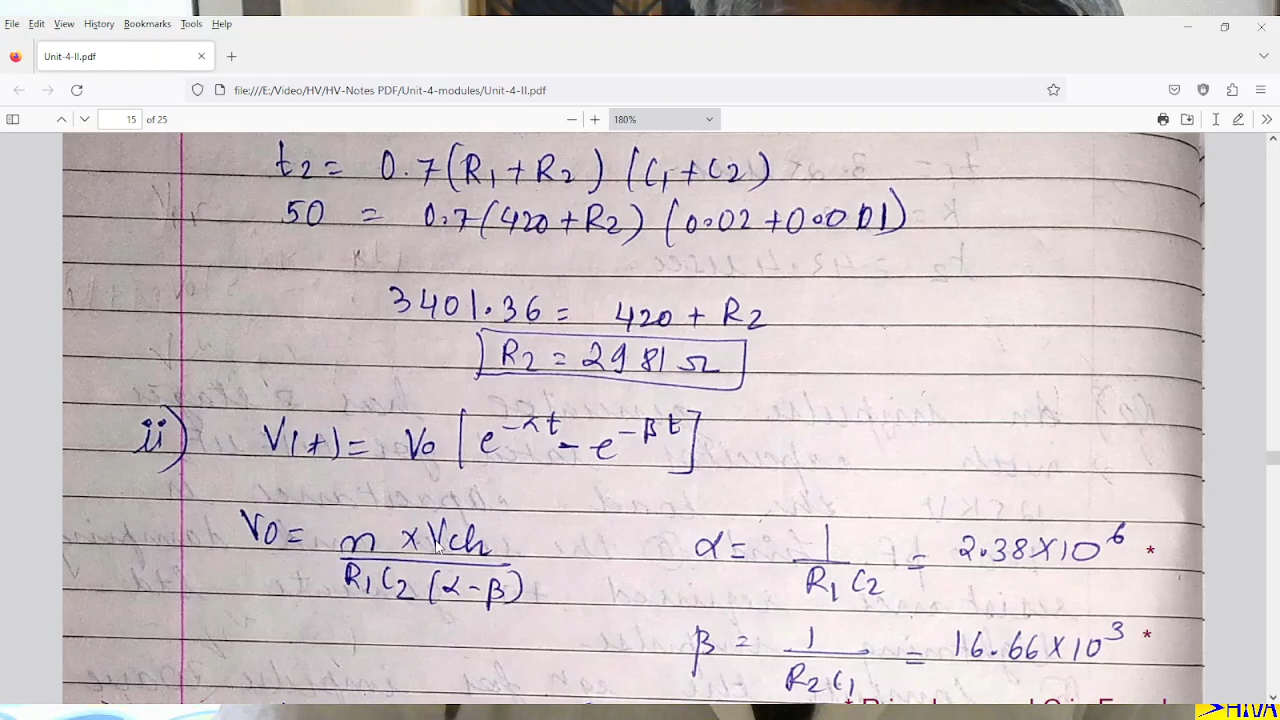 File Edit View History Bookmarks Tools Help
Unit-4-II.pdf
file:///E:/Video/HV/HV-Notes PDF/Unit-4-modules/Unit-4-II.pdf
15 of 25
180%
t2 = 0.7(R1+R2) (C1+C2)
50 = 0.7(420+R2) (0.02+0.001)
3401.36 = 420 + R2
R2 = 2981 Ω
ii) V(t) = V0 [e^-αt - e^-βt]
V0 = n × Vch / R1C2 (α-β)
α = 1 / R1C2 = 2.38×10^6 *
β = 1 / R2C1 = 16.66×10^3 *
SHIVA